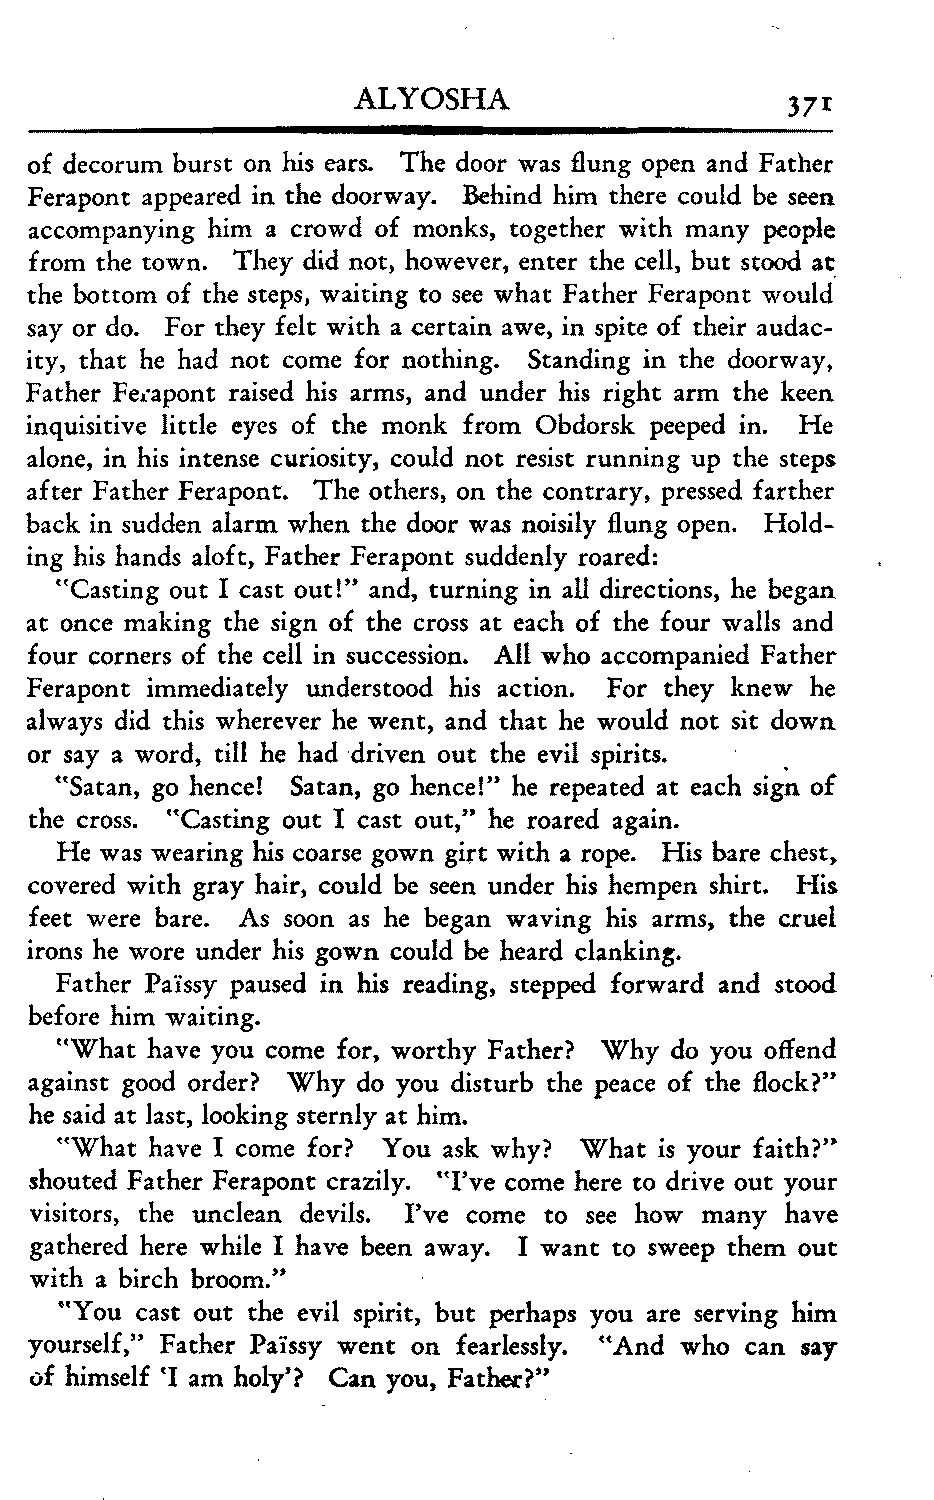 ALYOSHA 371
of decorum burst on his ears. The door was flung open and Father
Ferapont appeared in the doorway. Behind him there could be seen
accompanying him a crowd of monks, together with many people
from the town. They did not, however, enter the cell, but stood at
the bottom of the steps, waiting to see what Father Ferapont would
say or do. For they felt with a certain awe, in spite of their audac-
ity, that he had not come for nothing. Standing in the doorway,
Father Ferapont raised his arms, and under his right arm the keen
inquisitive little eyes of the monk from Obdorsk peeped in. He
alone, in his intense curiosity, could not resist running up the steps
after Father Ferapont. The others, on the contrary, pressed farther
back in sudden alarm when the door was noisily flung open. Hold-
ing his hands aloft, Father Ferapont suddenly roared:
"Casting out I cast out!" and, turning in all directions, he began
at once making the sign of the cross at each of the four walls and
four corners of the cell in succession. All who accompanied Father
Ferapont immediately understood his action. For they knew he
always did this wherever he went, and that he would not sit down
or say a word, till he had driven out the evil spirits.
"Satan, go hence! Satan, go hence!" he repeated at each sign of
the cross. "Casting out I cast out," he roared again.
He was wearing his coarse gown girt with a rope. His bare chest,
covered with gray hair, could be seen under his hempen shirt. His
feet were bare. As soon as he began waving his arms, the cruel
irons he wore under his gown could be heard clanking.
Father Païssy paused in his reading, stepped forward and stood
before him waiting.
"What have you come for, worthy Father? Why do you offend
against good order? Why do you disturb the peace of the flock?"
he said at last, looking sternly at him.
"What have I come for? You ask why? What is your faith?"
shouted Father Ferapont crazily. "I've come here to drive out your
visitors, the unclean devils. I've come to see how many have
gathered here while I have been away. I want to sweep them out
with a birch broom."
"You cast out the evil spirit, but perhaps you are serving him
yourself," Father Païssy went on fearlessly. "And who can say
of himself 'I am holy'? Can you, Father?"